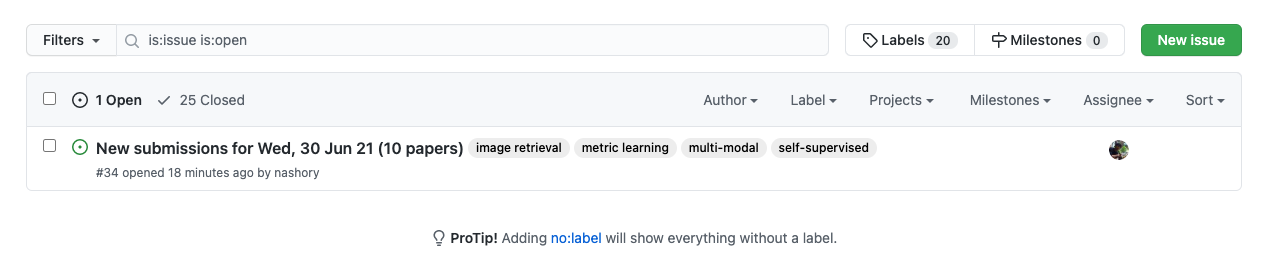 Filters is:issue is:open Labels 20 Milestones 0 New issue
1 Open 25 Closed Author Label Projects Milestones Assignee Sort
New submissions for Wed, 30 Jun 21 (10 papers) image retrieval metric learning multi-modal self-supervised
#34 opened 18 minutes ago by nashory
ProTip! Adding no:label will show everything without a label.